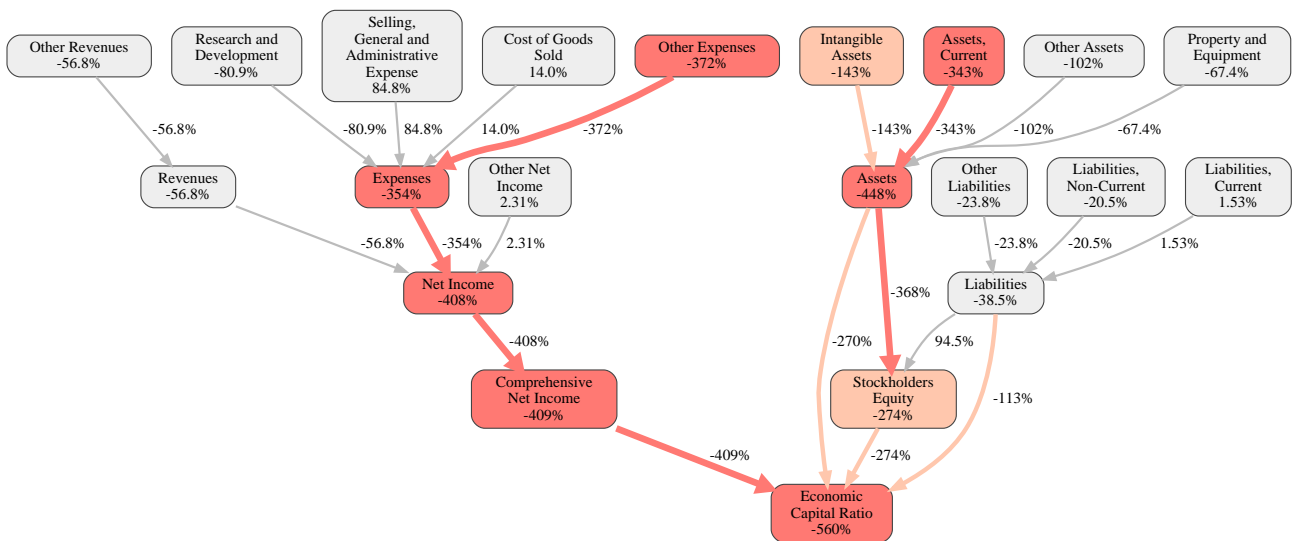 Other Revenues
-56.8%
Research and
Development
-80.9%
Selling,
General and
Administrative
Expense
84.8%
Cost of Goods
Sold
14.0%
Other Expenses
-372%
Intangible
Assets
-143%
Assets,
Current
-343%
Other Assets
-102%
Property and
Equipment
-67.4%
-56.8%
-80.9%
84.8%
14.0%
-372%
-143%
-343%
-102%
-67.4%
Revenues
-56.8%
Expenses
-354%
Other Net
Income
2.31%
Assets
-448%
Other
Liabilities
-23.8%
Liabilities,
Non-Current
-20.5%
Liabilities,
Current
1.53%
-56.8%
-354%
2.31%
-23.8%
-20.5%
1.53%
Net Income
-408%
-368%
Liabilities
-38.5%
-408%
-270%
94.5%
Comprehensive
Net Income
-409%
Stockholders
Equity
-274%
-113%
-409%
-274%
Economic
Capital Ratio
-560%